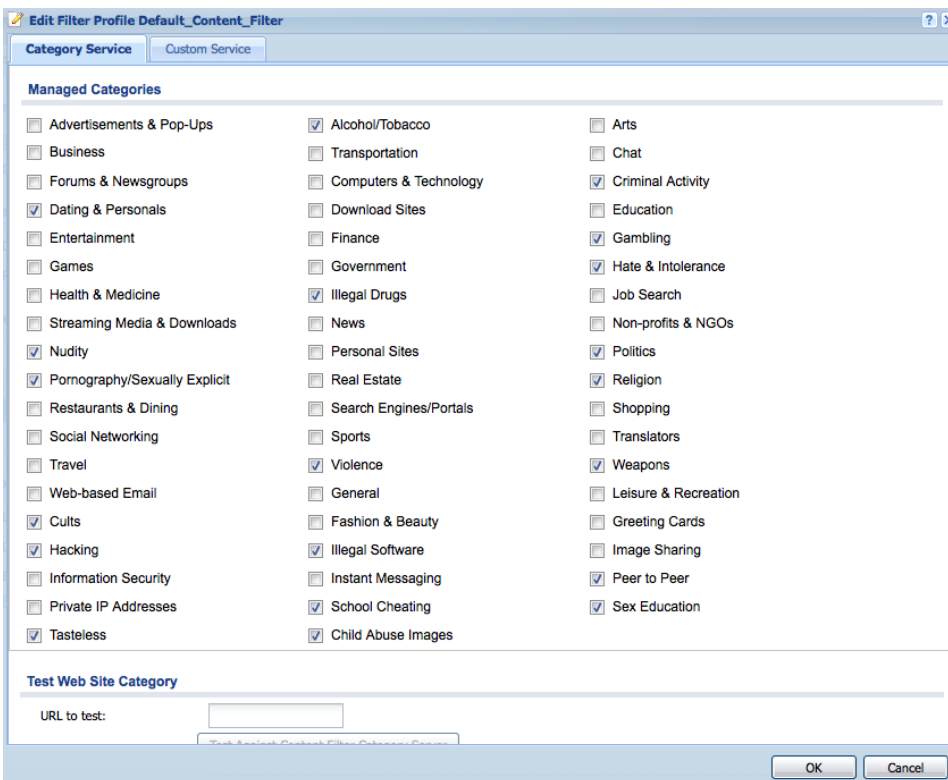 Edit Filter Profile Default_Content_Filter
Category Service Custom Service
Managed Categories
Advertisements & Pop-Ups Alcohol/Tobacco Arts
Business Transportation Chat
Forums & Newsgroups Computers & Technology Criminal Activity
Dating & Personals Download Sites Education
Entertainment Finance Gambling
Games Government Hate & Intolerance
Health & Medicine Illegal Drugs Job Search
Streaming Media & Downloads News Non-profits & NGOs
Nudity Personal Sites Politics
Pornography/Sexually Explicit Real Estate Religion
Restaurants & Dining Search Engines/Portals Shopping
Social Networking Sports Translators
Travel Violence Weapons
Web-based Email General Leisure & Recreation
Cults Fashion & Beauty Greeting Cards
Hacking Illegal Software Image Sharing
Information Security Instant Messaging Peer to Peer
Private IP Addresses School Cheating Sex Education
Tasteless Child Abuse Images
Test Web Site Category
URL to test:
Test Against Content Filter Category Server
OK Cancel